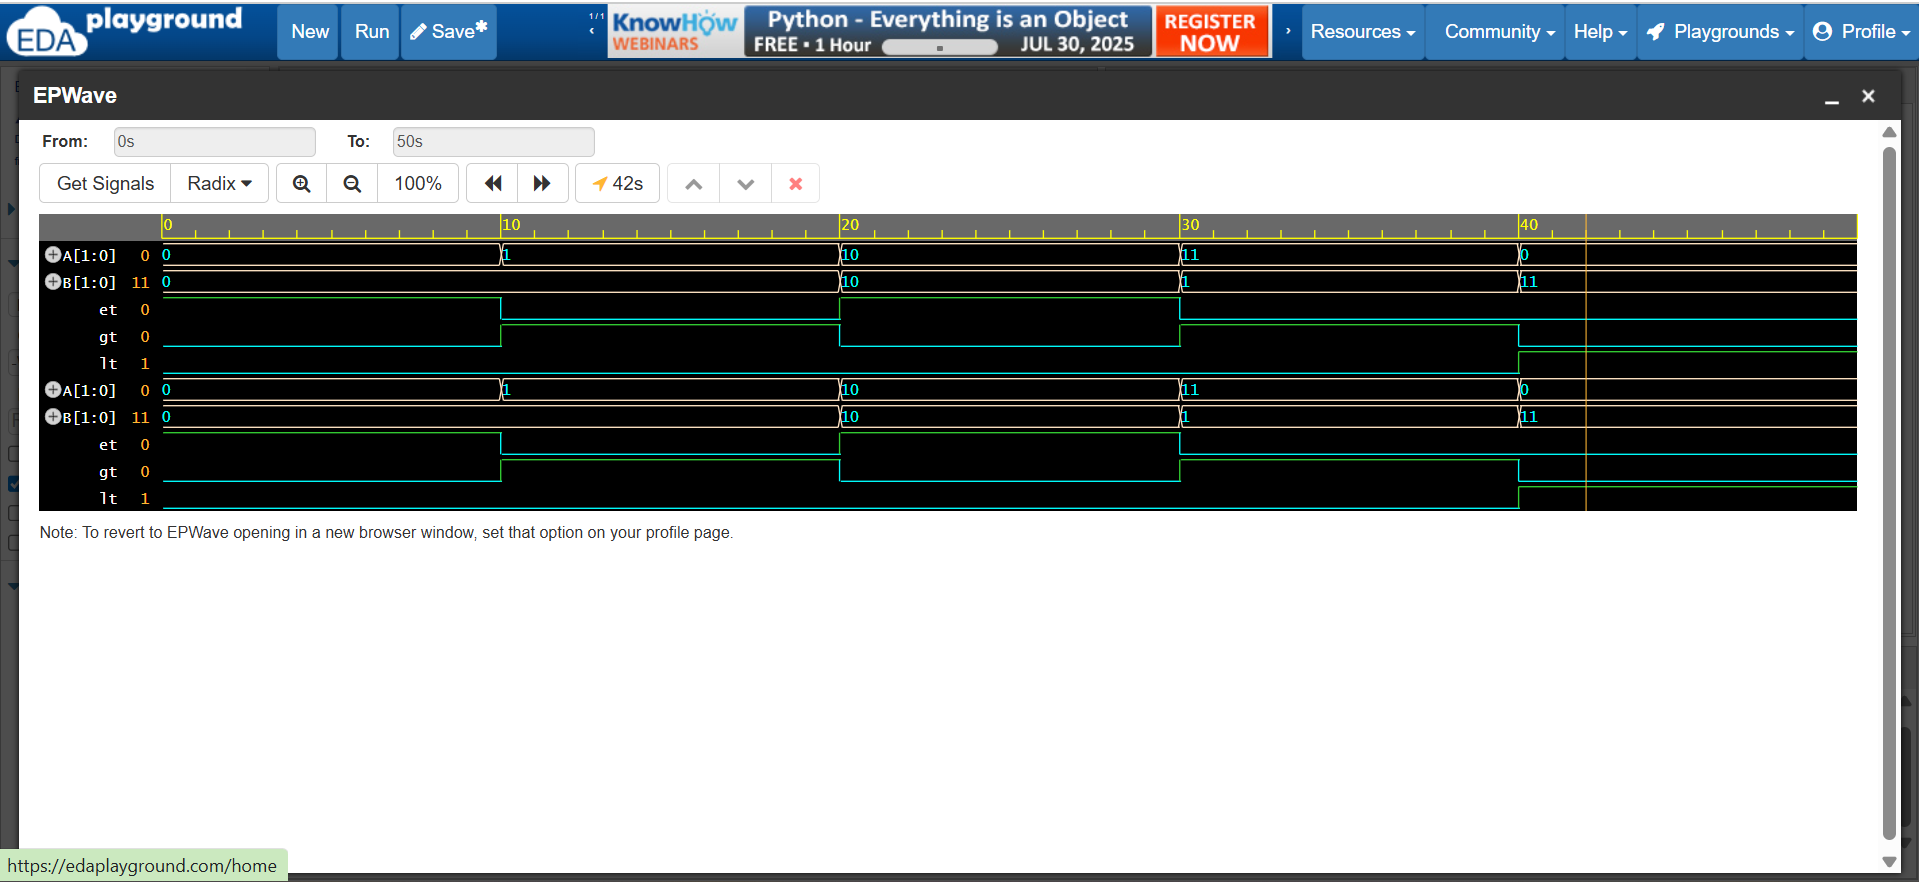 EDA playground
New
Run
Save*
1/1
KnowHow
WEBINARS
Python - Everything is an Object
FREE • 1 Hour
JUL 30, 2025
REGISTER
NOW
Resources
Community
Help
Playgrounds
Profile
EPWave
From: 0s To: 50s
Get Signals
Radix
100%
42s
0 10 20 30 40
A[1:0] 0 0 1 10 11 0
B[1:0] 11 0 10 1 11
et 0
gt 0
lt 1
A[1:0] 0 0 1 10 11 0
B[1:0] 11 0 10 1 11
et 0
gt 0
lt 1
Note: To revert to EPWave opening in a new browser window, set that option on your profile page.
https://edaplayground.com/home